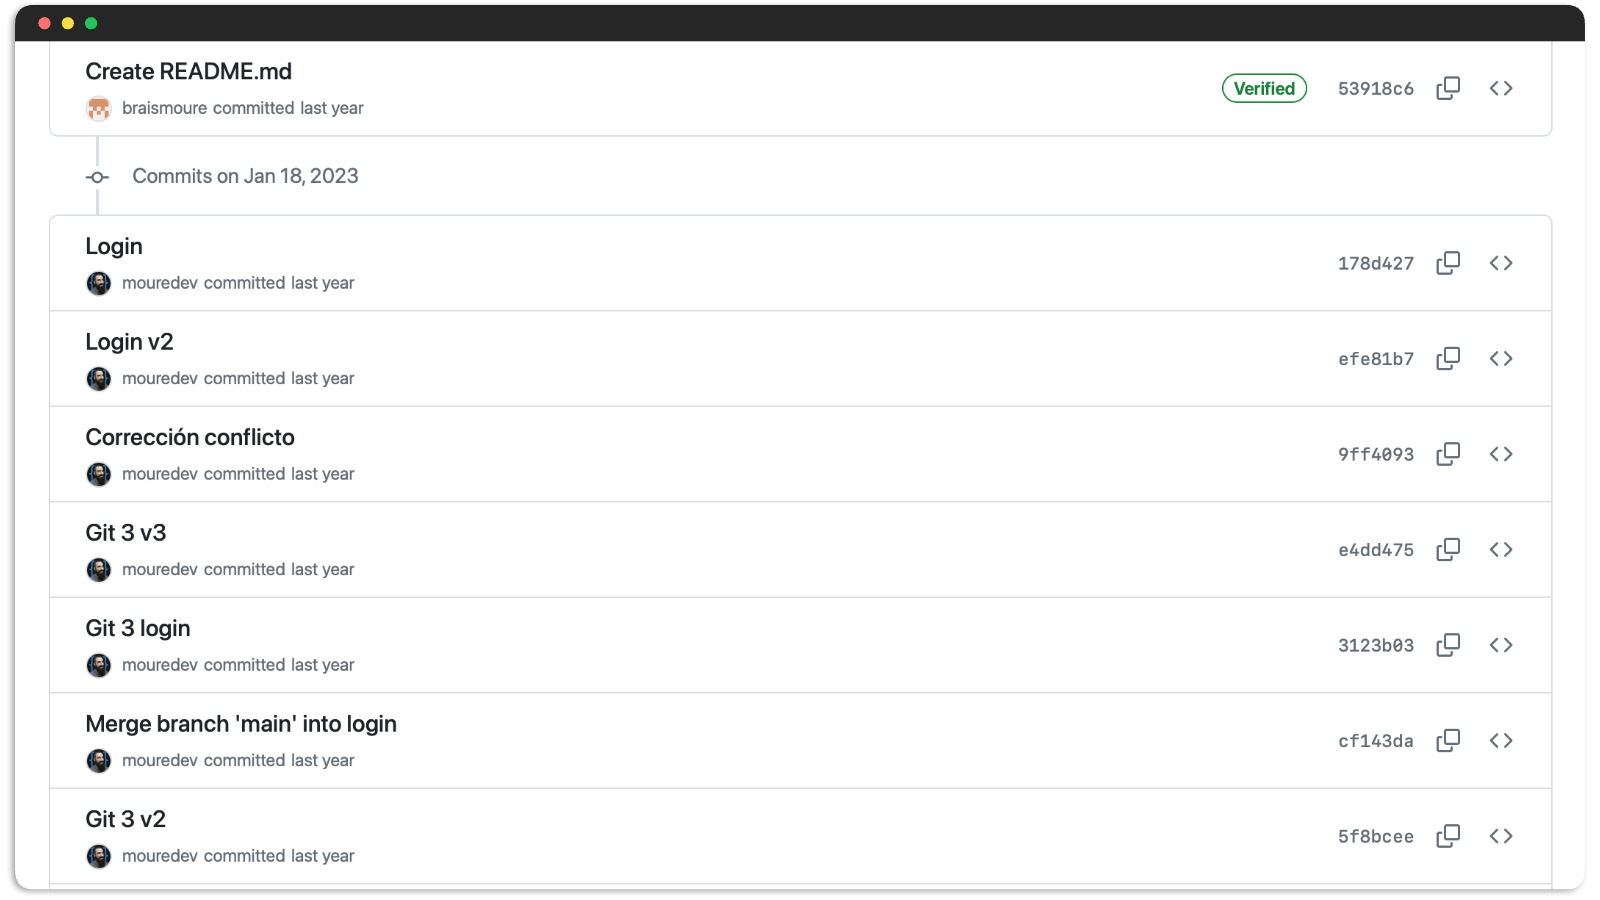 Create README.md
braismoure committed last year
Verified
53918c6
Commits on Jan 18, 2023
Login
mouredev committed last year
178d427
Login v2
mouredev committed last year
efe81b7
Corrección conflicto
mouredev committed last year
9ff4093
Git 3 v3
mouredev committed last year
e4dd475
Git 3 login
mouredev committed last year
3123b03
Merge branch 'main' into login
mouredev committed last year
cf143da
Git 3 v2
mouredev committed last year
5f8bcee